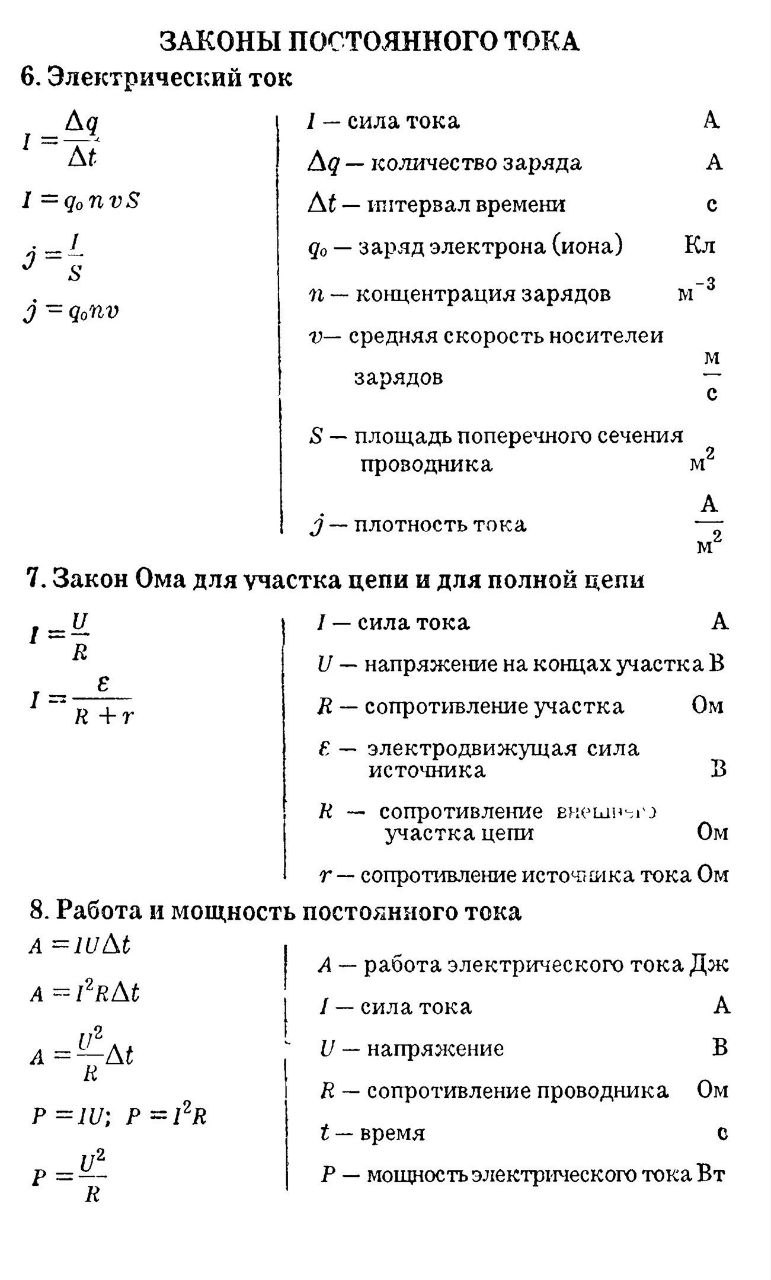 ЗАКОНЫ ПОСТОЯННОГО ТОКА
6. Электрический ток
I = Δq/Δt
I = q₀ n v S
j = I/S
j = q₀nv
I — сила тока А
Δq — количество заряда А
Δt — интервал времени с
q₀ — заряд электрона (иона) Кл
n — концентрация зарядов м⁻³
v — средняя скорость носителей
зарядов м/с
S — площадь поперечного сечения
проводника м²
j — плотность тока А/м²
7. Закон Ома для участка цепи и для полной цепи
I = U/R
I = ε/(R + r)
I — сила тока А
U — напряжение на концах участка В
R — сопротивление участка Ом
ε — электродвижущая сила
источника В
R — сопротивление внешнего
участка цепи Ом
r — сопротивление источника тока Ом
8. Работа и мощность постоянного тока
A = IUΔt
A = I²RΔt
A = U²/R Δt
P = IU; P = I²R
P = U²/R
A — работа электрического тока Дж
I — сила тока А
U — напряжение В
R — сопротивление проводника Ом
t — время с
P — мощность электрического тока Вт